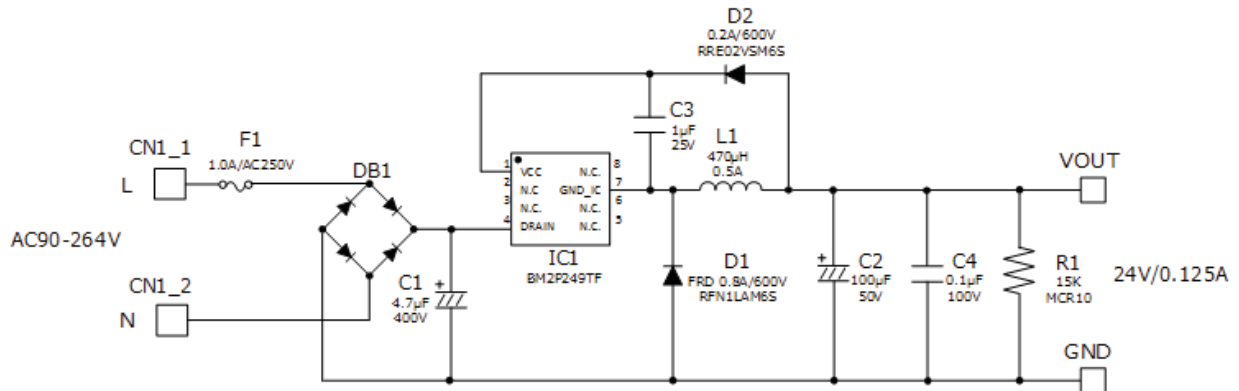 D2
0.2A/600V
RRE02VSM6S
C3
1µF
25V
L1
470µH
0.5A
CN1_1
F1
1.0A/AC250V
L
DB1
1
VCC
N.C.
8
2
N.C
GND_IC
7
3
N.C.
N.C.
6
4
DRAIN
N.C.
5
IC1
BM2P249TF
VOUT
AC90-264V
CN1_2
N
C1
+
4.7µF
400V
D1
FRD 0.8A/600V
RFN1LAM6S
+
C2
100µF
50V
C4
0.1µF
100V
R1
15K
MCR10
24V/0.125A
GND